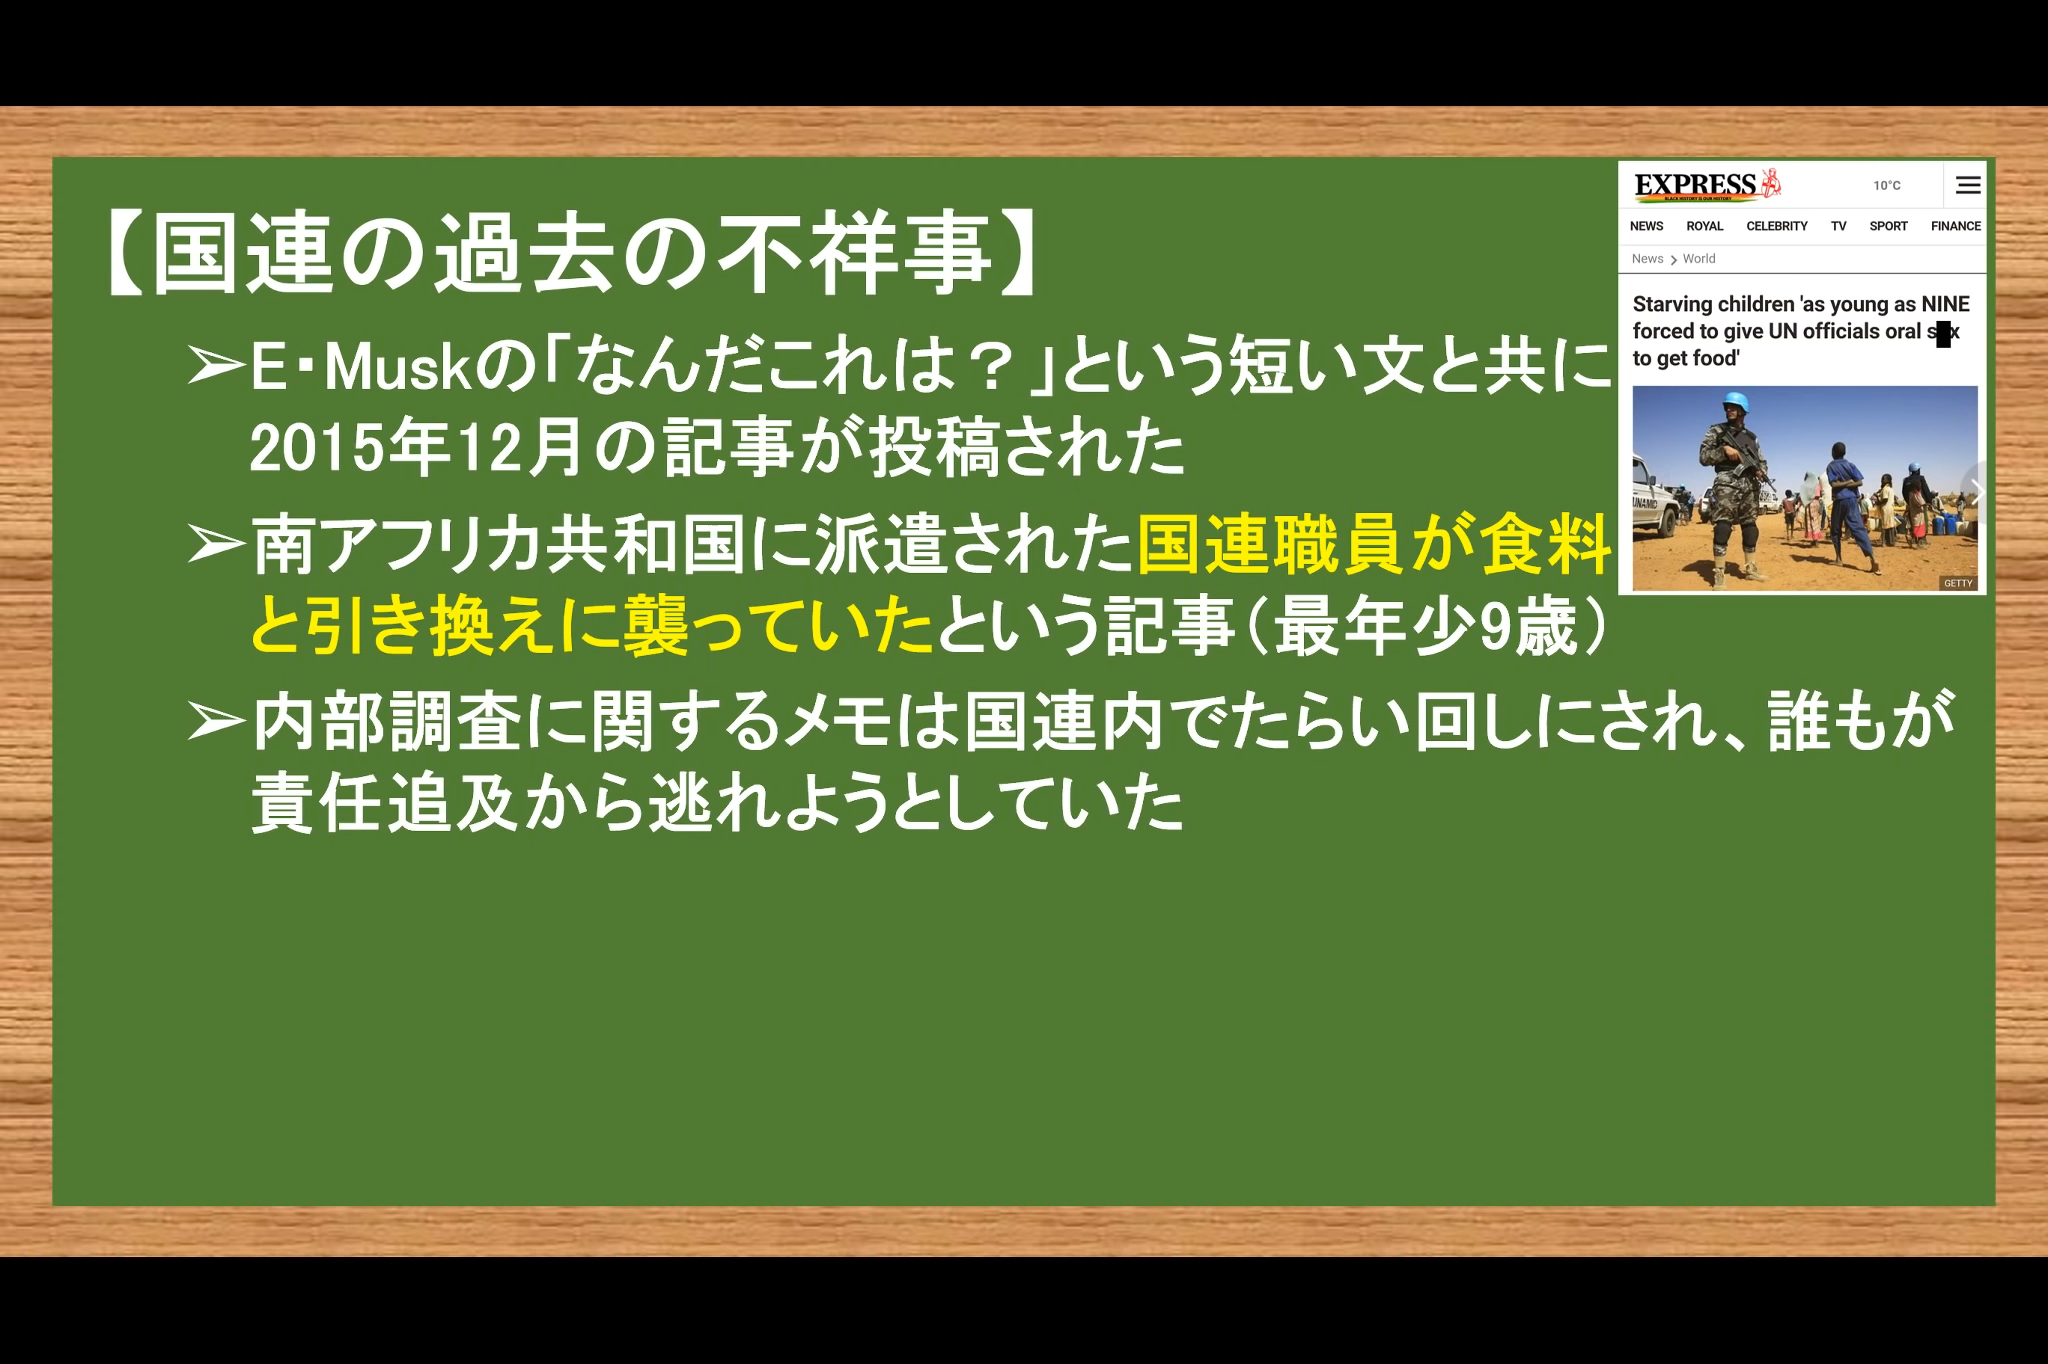 【国連の過去の不祥事】
➢E・Muskの「なんだこれは？」という短い文と共に
2015年12月の記事が投稿された
➢南アフリカ共和国に派遣された国連職員が食料
と引き換えに襲っていたという記事（最年少9歳）
➢内部調査に関するメモは国連内でたらい回しにされ、誰もが
責任追及から逃れようとしていた
EXPRESS
BLACK HISTORY IS OUR HISTORY
10°C
NEWS ROYAL CELEBRITY TV SPORT FINANCE
News > World
Starving children 'as young as NINE
forced to give UN officials oral s█x
to get food'
UNAMID
GETTY